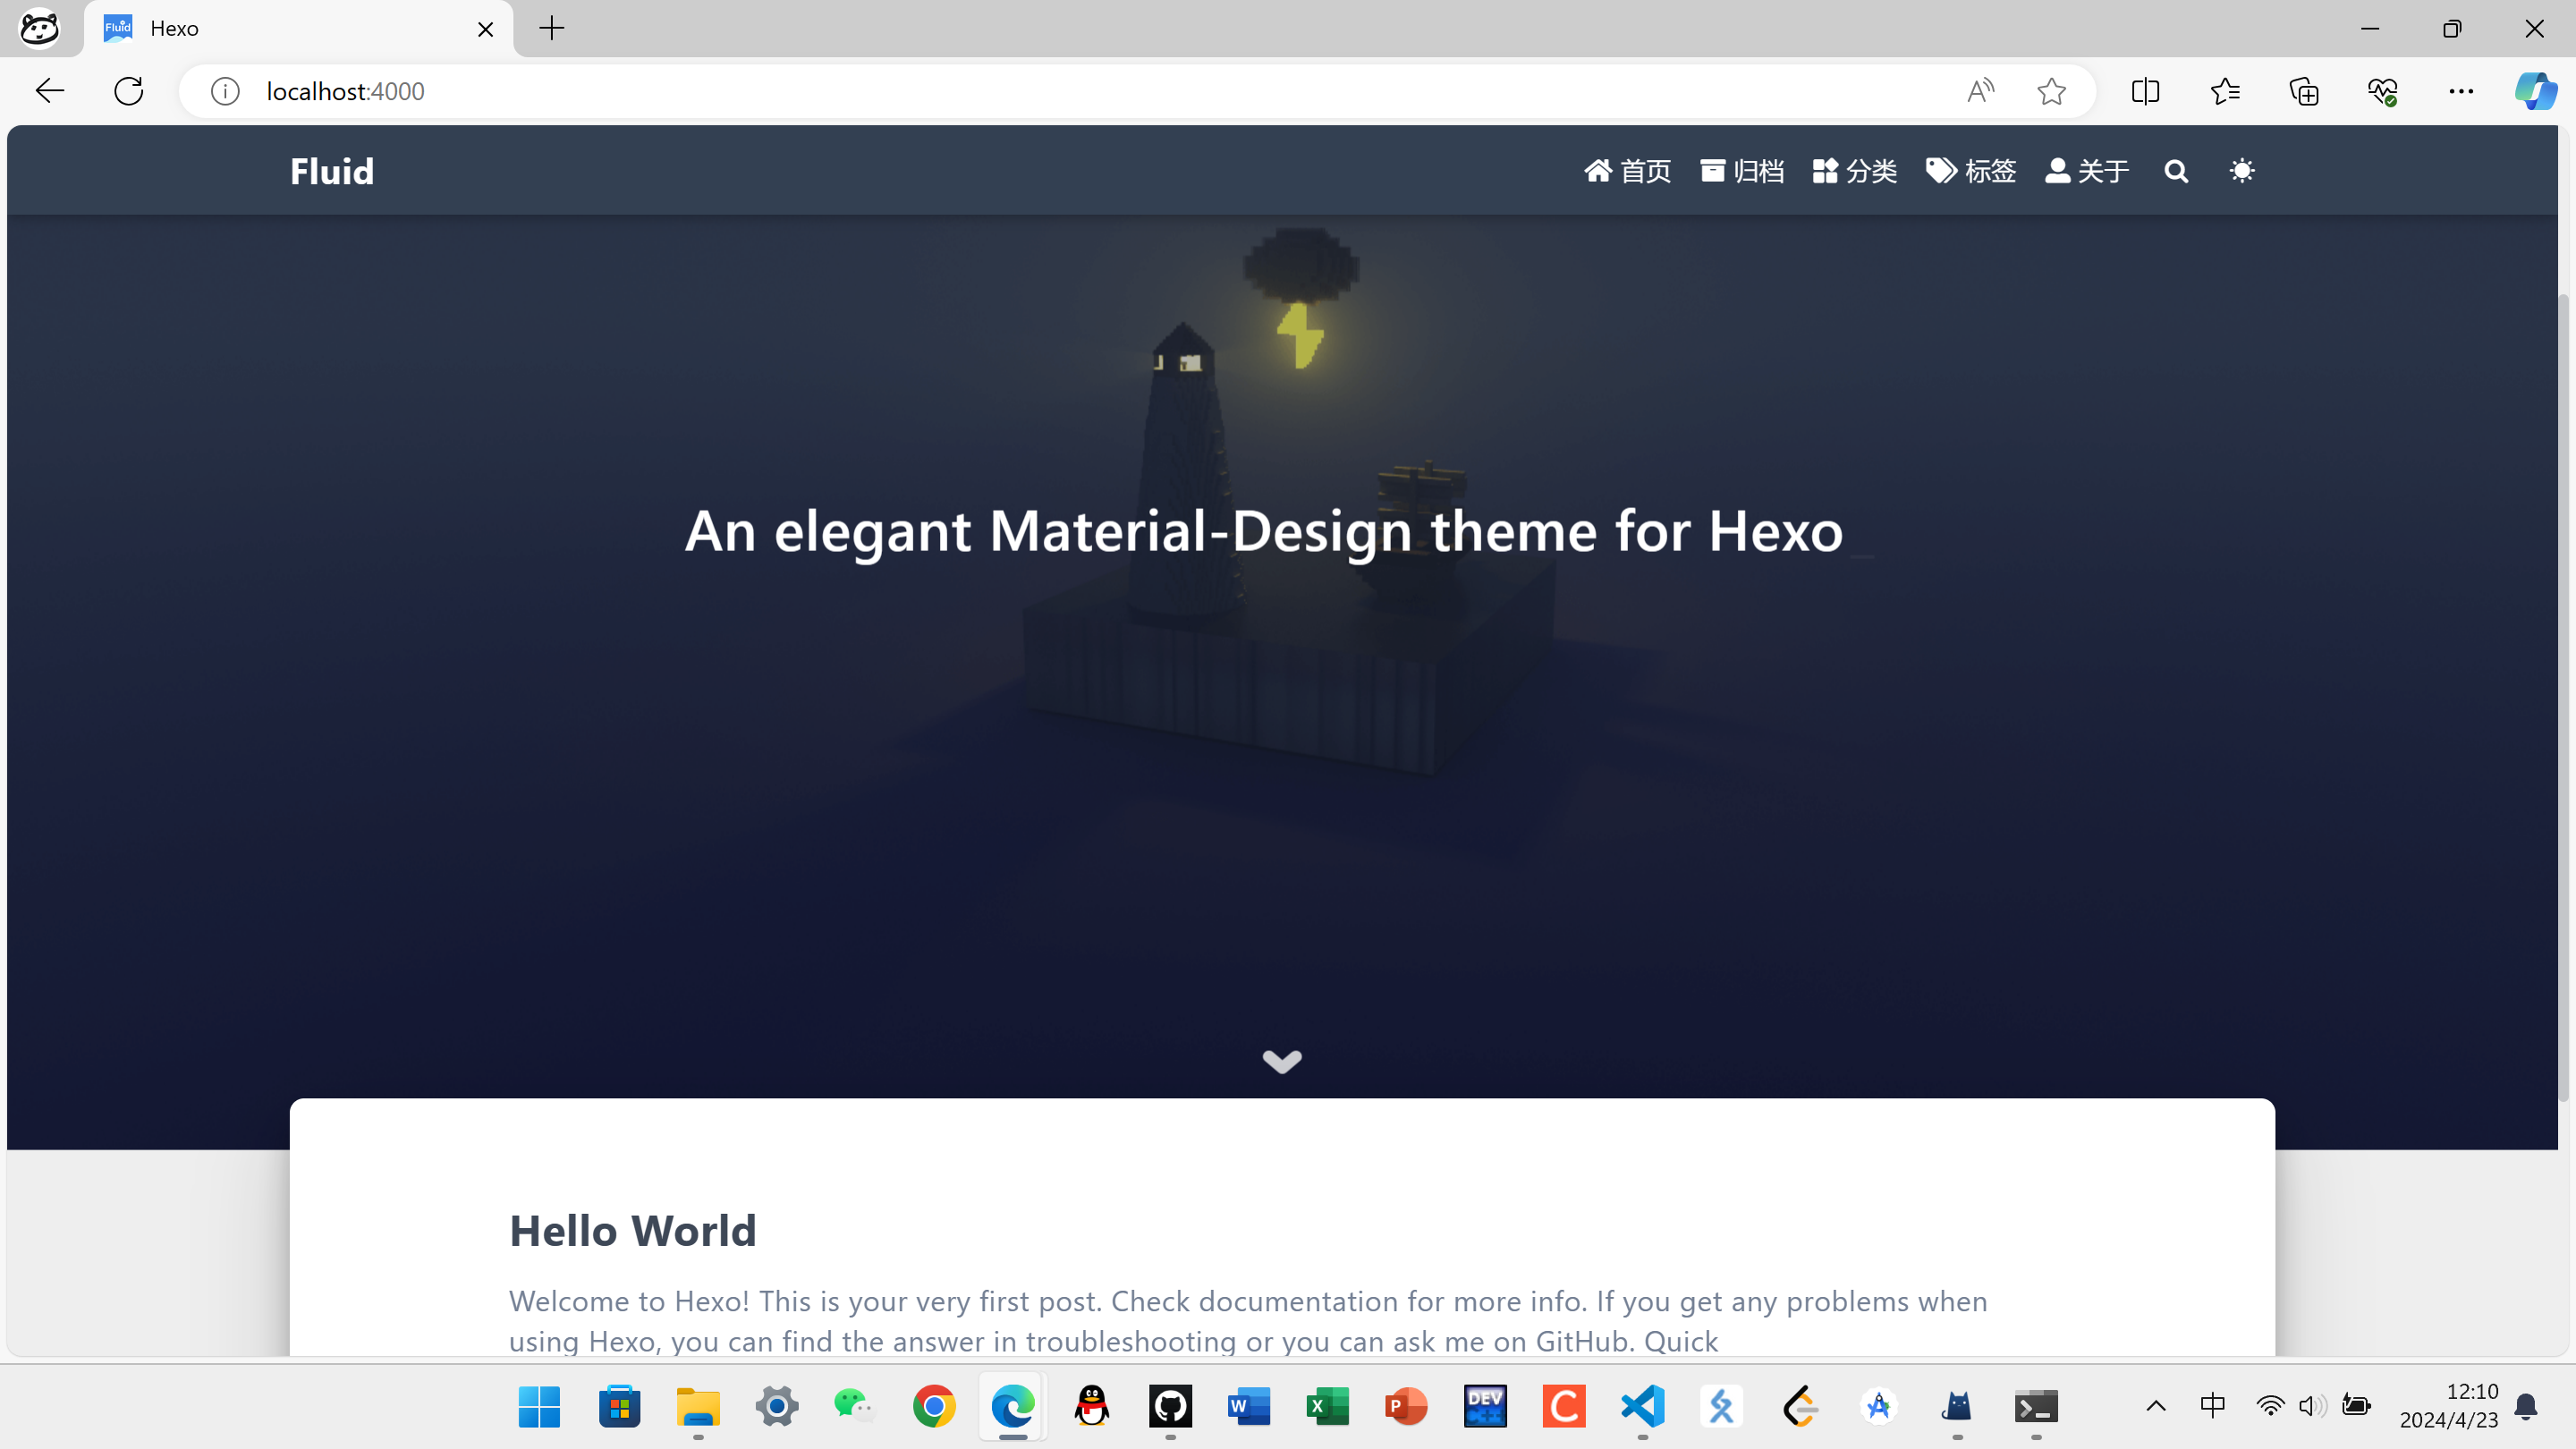 Fluid
Hexo
localhost:4000
Fluid
首页 归档 分类 标签 关于
An elegant Material-Design theme for Hexo_
Hello World
Welcome to Hexo! This is your very first post. Check documentation for more info. If you get any problems when
using Hexo, you can find the answer in troubleshooting or you can ask me on GitHub. Quick
W
X
P
DEV
C++
C
中
12:10
2024/4/23